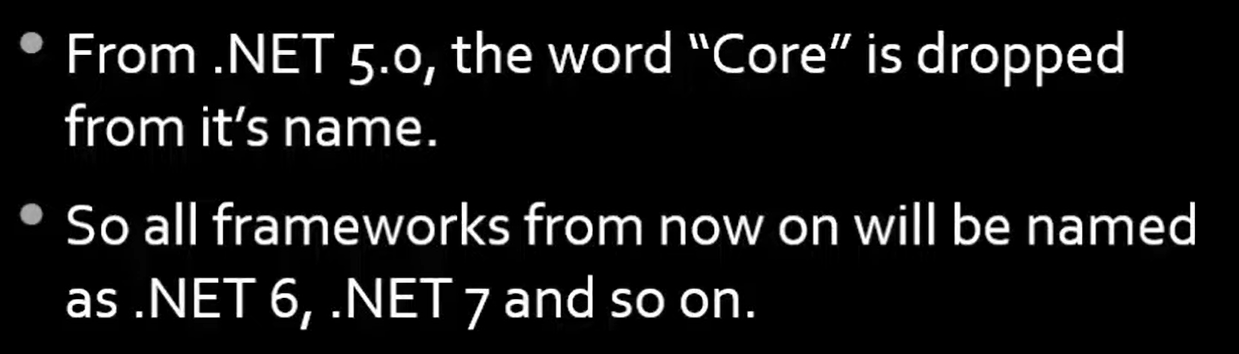 • From .NET 5.0, the word “Core” is dropped
from it’s name.
• So all frameworks from now on will be named
as .NET 6, .NET 7 and so on.